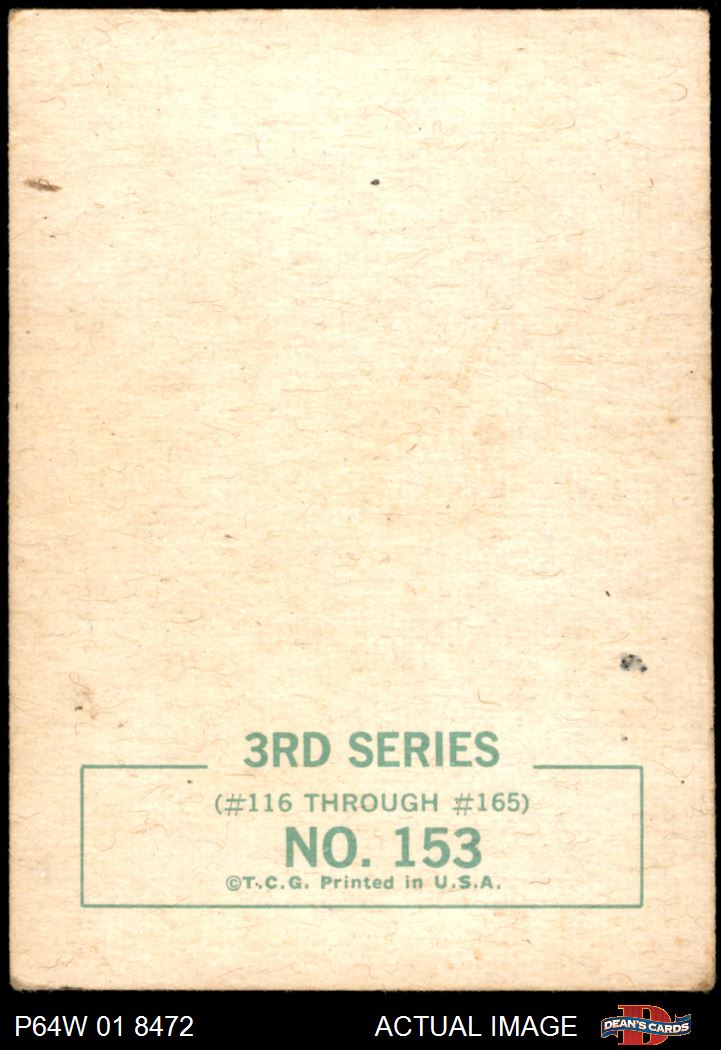 3RD SERIES
(#116 THROUGH #165)
NO. 153
©T.C.G. Printed in U.S.A.
P64W 01 8472
ACTUAL IMAGE
DEAN'S CARDS